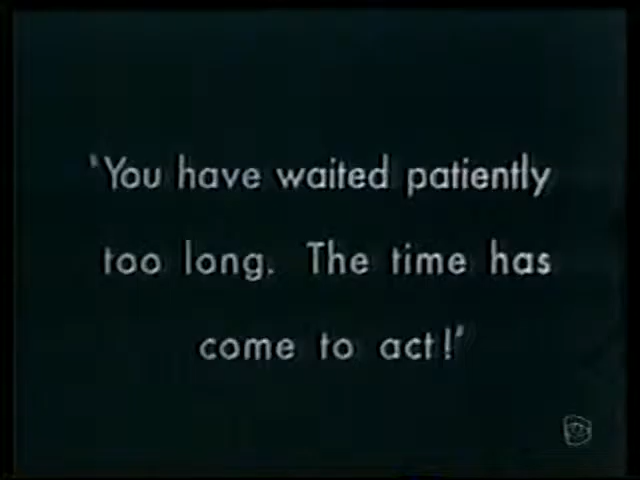 'You have waited patiently
too long. The time has
come to act!'